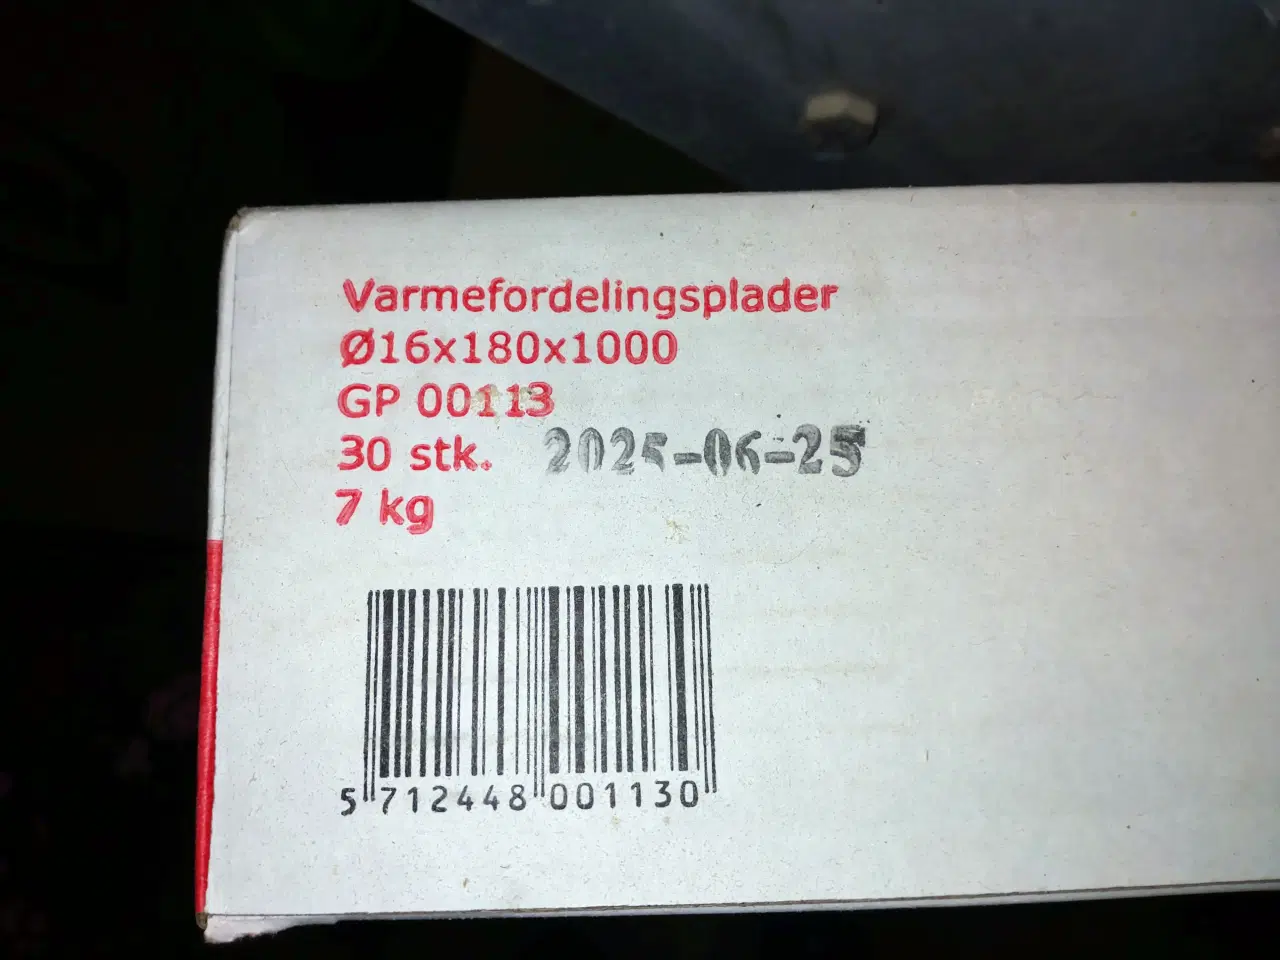 Varmefordelingsplader
Ø16x180x1000
GP 00113
30 stk. 2025-06-25
7 kg
5 712448 001130